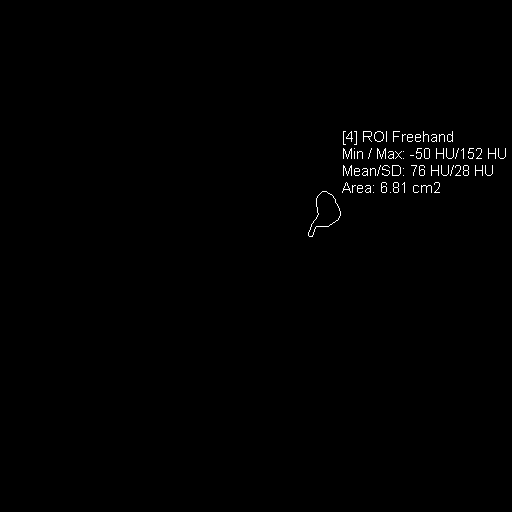 [4] ROI Freehand
Min / Max: -50 HU/152 HU
Mean/SD: 76 HU/28 HU
Area: 6.81 cm2